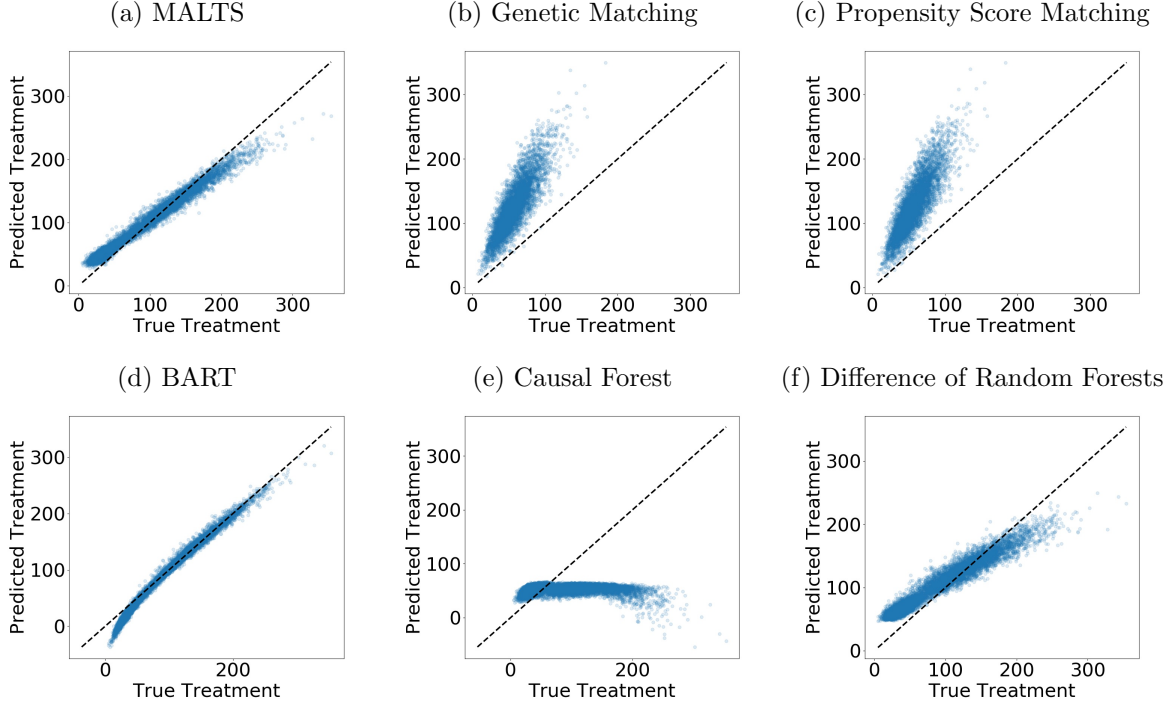 (a) MALTS
(b) Genetic Matching
(c) Propensity Score Matching
Predicted Treatment
300
200
100
0
0
100
200
300
True Treatment
Predicted Treatment
300
200
100
0
0
100
200
300
True Treatment
Predicted Treatment
300
200
100
0
0
100
200
300
True Treatment
(d) BART
(e) Causal Forest
(f) Difference of Random Forests
Predicted Treatment
300
200
100
0
0
200
True Treatment
Predicted Treatment
300
200
100
0
0
200
True Treatment
Predicted Treatment
300
200
100
0
0
100
200
300
True Treatment